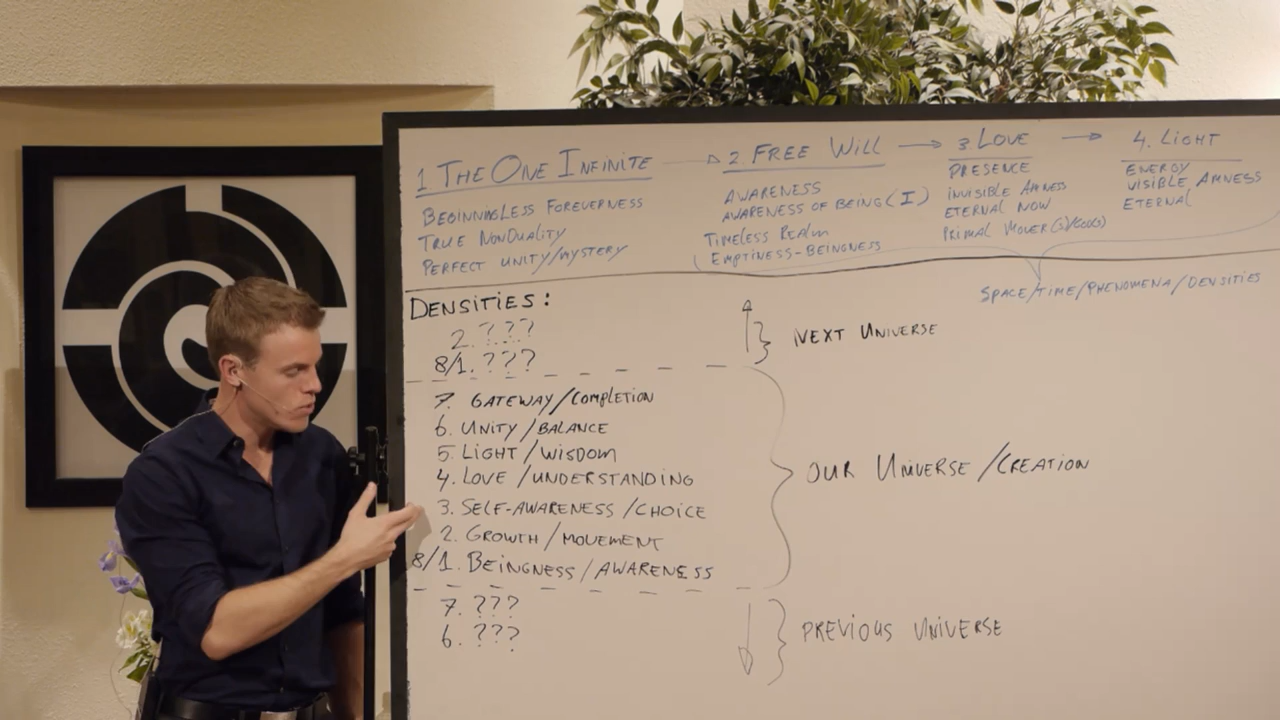 1 THE ONE INFINITE → 2. FREE WILL → 3. LOVE → 4. LIGHT
BEGINNINGLESS FOREVERNESS
TRUE NONDUALITY
PERFECT UNITY/MYSTERY
AWARENESS
AWARENESS OF BEING (I)
TIMELESS REALM
EMPTINESS-BEINGNESS
PRESENCE
INVISIBLE AMNESS
ETERNAL NOW
PRIMAL MOVER(S)/
ENERGY
VISIBLE AMNESS
ETERNAL
SPACE/TIME/PHENOMENA/DENSITIES
DENSITIES:
2. ???
8/1. ???
NEXT UNIVERSE
7. GATEWAY/COMPLETION
6. UNITY/BALANCE
5. LIGHT/WISDOM
4. LOVE/UNDERSTANDING
3. SELF-AWARENESS/CHOICE
2. GROWTH/MOVEMENT
8/1. BEINGNESS/AWARENESS
OUR UNIVERSE/CREATION
7. ???
6. ???
PREVIOUS UNIVERSE